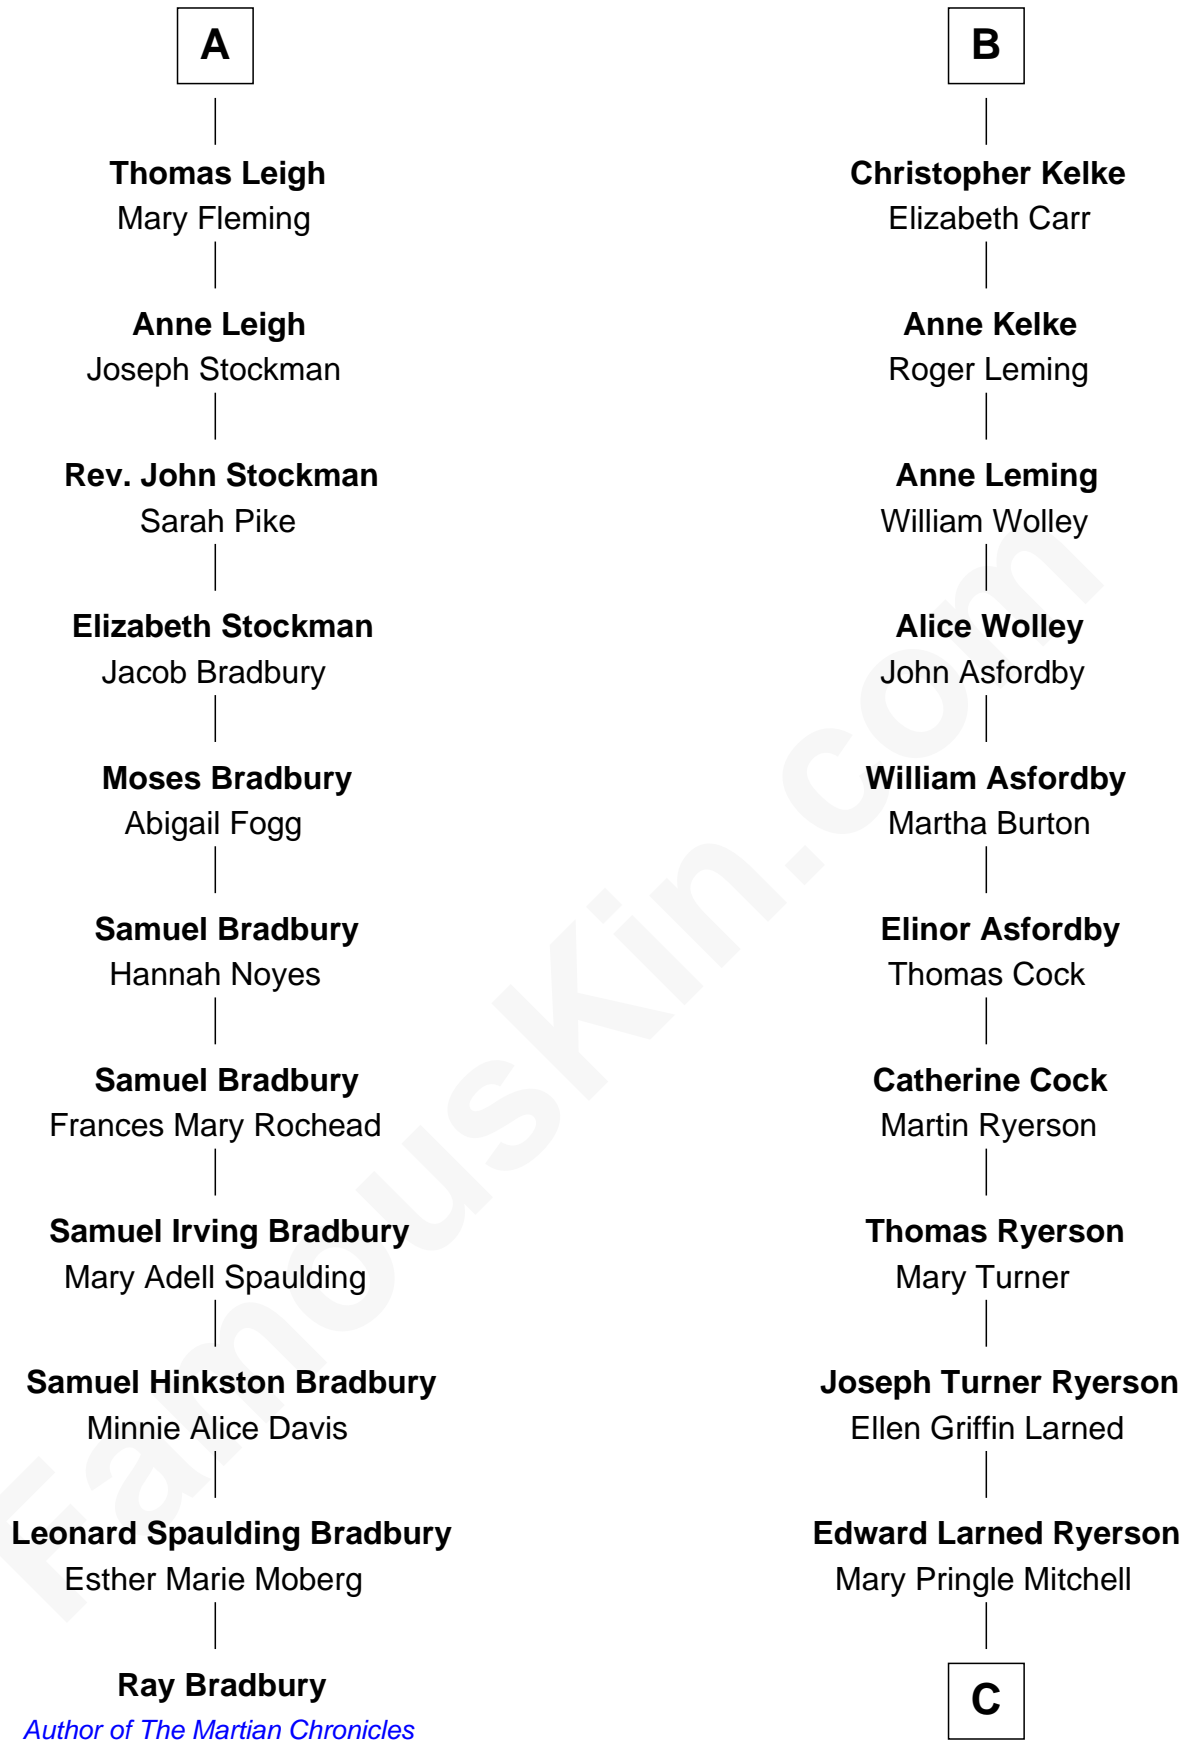 A
Thomas Leigh
Mary Fleming
Anne Leigh
Joseph Stockman
Rev. John Stockman
Sarah Pike
Elizabeth Stockman
Jacob Bradbury
Moses Bradbury
Abigail Fogg
Samuel Bradbury
Hannah Noyes
Samuel Bradbury
Frances Mary Rochead
Samuel Irving Bradbury
Mary Adell Spaulding
Samuel Hinkston Bradbury
Minnie Alice Davis
Leonard Spaulding Bradbury
Esther Marie Moberg
Ray Bradbury
Author of The Martian Chronicles
B
Christopher Kelke
Elizabeth Carr
Anne Kelke
Roger Leming
Anne Leming
William Wolley
Alice Wolley
John Asfordby
William Asfordby
Martha Burton
Elinor Asfordby
Thomas Cock
Catherine Cock
Martin Ryerson
Thomas Ryerson
Mary Turner
Joseph Turner Ryerson
Ellen Griffin Larned
Edward Larned Ryerson
Mary Pringle Mitchell
C
FamousKin.com